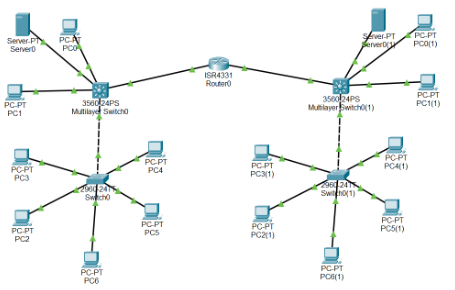 Server-PT
Server0
PC-PT
PC0
PC-PT
PC1
3560-24PS
Multilayer Switch0
ISR4331
Router0
Server-PT
Server0(1)
PC-PT
PC0(1)
PC-PT
PC1(1)
3560-24PS
Multilayer Switch0(1)
PC-PT
PC3
PC-PT
PC4
2960-24TT
Switch0
PC-PT
PC2
PC-PT
PC5
PC-PT
PC6
PC-PT
PC3(1)
PC-PT
PC4(1)
2960-24TT
Switch0(1)
PC-PT
PC2(1)
PC-PT
PC5(1)
PC-PT
PC6(1)